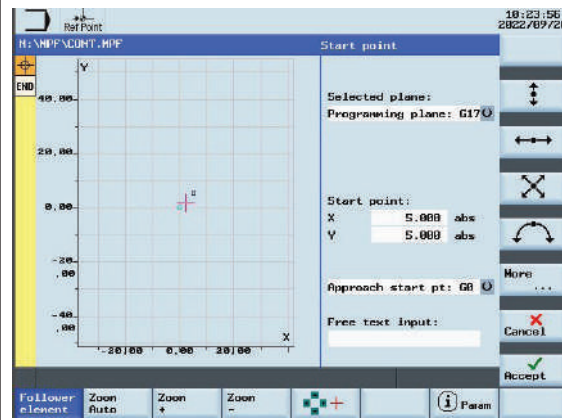 Ref Point
10:23:56
2022/09/2
N:\MPF\CONT.MPF
Start point
END
Y
40.00
20.00
0.00
-20
.00
-40
.00
-20.00 0.00 20.00
X
Selected plane:
Programming plane: G17
Start point:
X 5.000 abs
Y 5.000 abs
Approach start pt: G0
Free text input:
More
...
Cancel
Accept
Follower
element
Zoom
Auto
Zoom
+
Zoom
-
Param